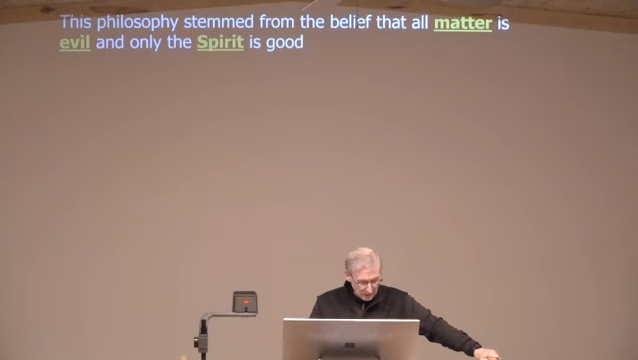 This philosophy stemmed from the belief that all matter is
evil and only the Spirit is good